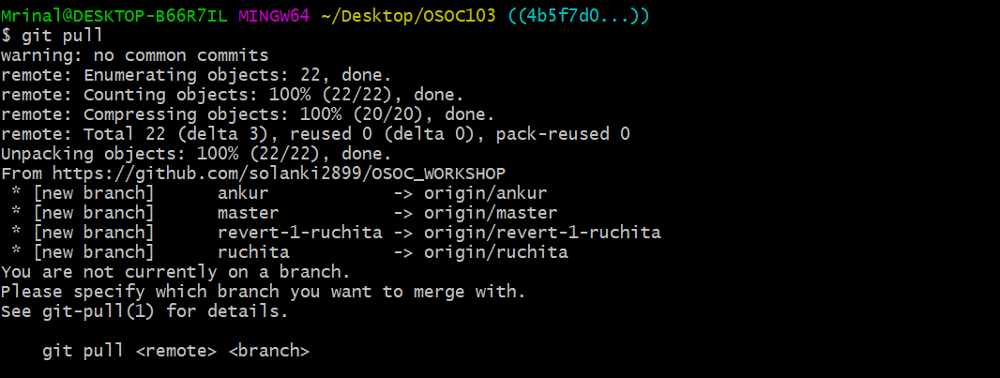 Mrinal@DESKTOP-B66R7IL MINGW64 ~/Desktop/OSOC103 ((4b5f7d0...))
$ git pull
warning: no common commits
remote: Enumerating objects: 22, done.
remote: Counting objects: 100% (22/22), done.
remote: Compressing objects: 100% (20/20), done.
remote: Total 22 (delta 3), reused 0 (delta 0), pack-reused 0
Unpacking objects: 100% (22/22), done.
From https://github.com/solanki2899/OSOC_WORKSHOP
 * [new branch]      ankur            -> origin/ankur
 * [new branch]      master           -> origin/master
 * [new branch]      revert-1-ruchita -> origin/revert-1-ruchita
 * [new branch]      ruchita          -> origin/ruchita
You are not currently on a branch.
Please specify which branch you want to merge with.
See git-pull(1) for details.

    git pull <remote> <branch>